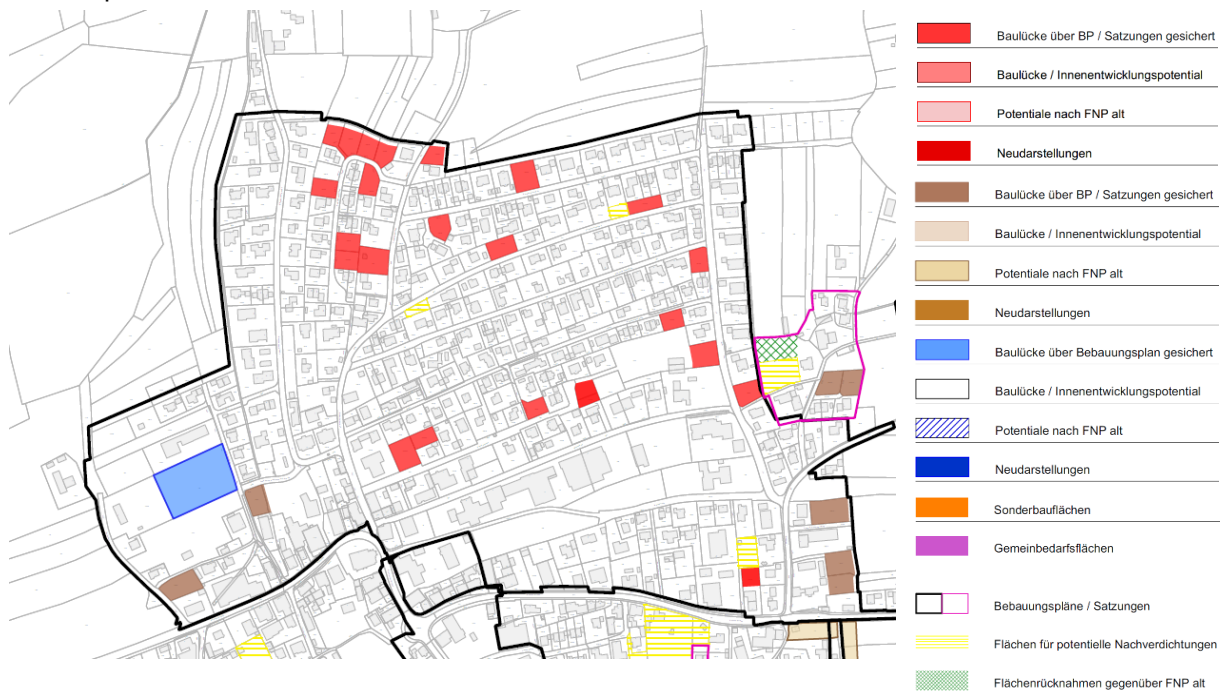 Baulücke über BP / Satzungen gesichert
Baulücke / Innenentwicklungspotential
Potentiale nach FNP alt
Neudarstellungen
Baulücke über BP / Satzungen gesichert
Baulücke / Innenentwicklungspotential
Potentiale nach FNP alt
Neudarstellungen
Baulücke über Bebauungsplan gesichert
Baulücke / Innenentwicklungspotential
Potentiale nach FNP alt
Neudarstellungen
Sonderbauflächen
Gemeinbedarfsflächen
Bebauungspläne / Satzungen
Flächen für potentielle Nachverdichtungen
Flächenrücknahmen gegenüber FNP alt